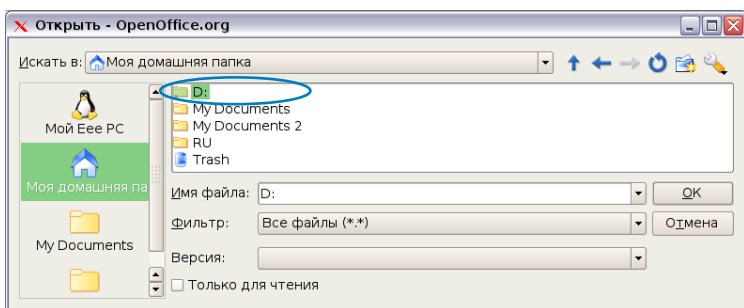 Открыть - OpenOffice.org
Искать в: Моя домашняя папка
D:
My Documents
My Documents 2
RU
Trash
Мой Eee PC
Моя домашняя па
My Documents
Имя файла: D: OK
Фильтр: Все файлы (*.*) Отмена
Версия:
Только для чтения